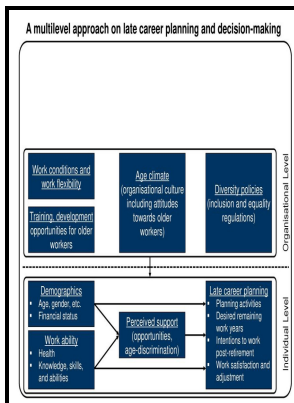 A multilevel approach on late career planning and decision-making
Work conditions and
work flexibility
Training, development
opportunities for older
workers
Age climate
(organisational culture
including attitudes
towards older
workers)
Diversity policies
(inclusion and equality
regulations)
Organisational Level
Demographics
• Age, gender, etc.
• Financial status
Work ability
• Health
• Knowledge, skills,
and abilities
Perceived support
(opportunities,
age-discrimination)
Late career planning
• Planning activities
• Desired remaining
work years
• Intentions to work
post-retirement
• Work satisfaction and
adjustment
Individual Level